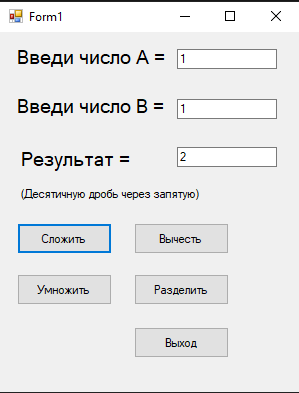 Form1
Введи число A = 1
Введи число B = 1
Результат = 2
(Десятичную дробь через запятую)
Сложить Вычесть
Умножить Разделить
Выход